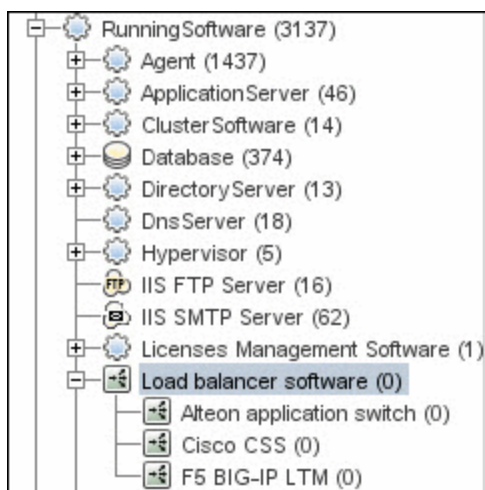 RunningSoftware (3137)
Agent (1437)
ApplicationServer (46)
ClusterSoftware (14)
Database (374)
DirectoryServer (13)
DnsServer (18)
Hypervisor (5)
FTP IIS FTP Server (16)
IIS SMTP Server (62)
Licenses Management Software (1)
Load balancer software (0)
Alteon application switch (0)
Cisco CSS (0)
F5 BIG-IP LTM (0)